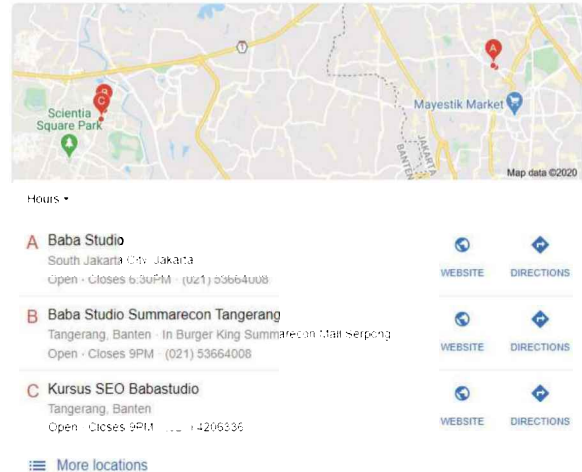 1
A
Mayestik Market
C
Scientia
Square Park
JAKARTA
BANTEN
Map data ©2020
Hours
A Baba Studio
South Jakarta City, Jakarta
Open · Closes 6:30PM · (021) 53664008
WEBSITE DIRECTIONS
B Baba Studio Summarecon Tangerang
Tangerang, Banten · In Burger King Summarecon Mall Serpong
Open · Closes 9PM · (021) 53664008
WEBSITE DIRECTIONS
C Kursus SEO Babastudio
Tangerang, Banten
Open · Closes 9PM · 4206336
WEBSITE DIRECTIONS
More locations